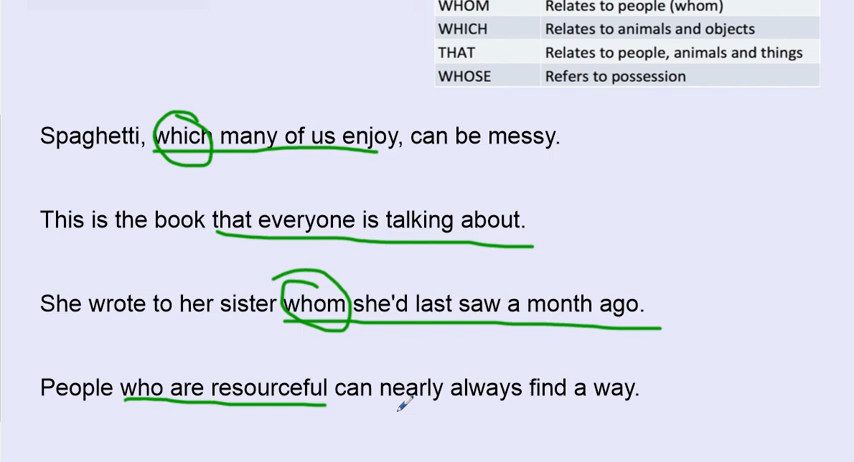 WHOM Relates to people (whom)
WHICH Relates to animals and objects
THAT Relates to people, animals and things
WHOSE Refers to possession
Spaghetti, which many of us enjoy, can be messy.
This is the book that everyone is talking about.
She wrote to her sister whom she'd last saw a month ago.
People who are resourceful can nearly always find a way.